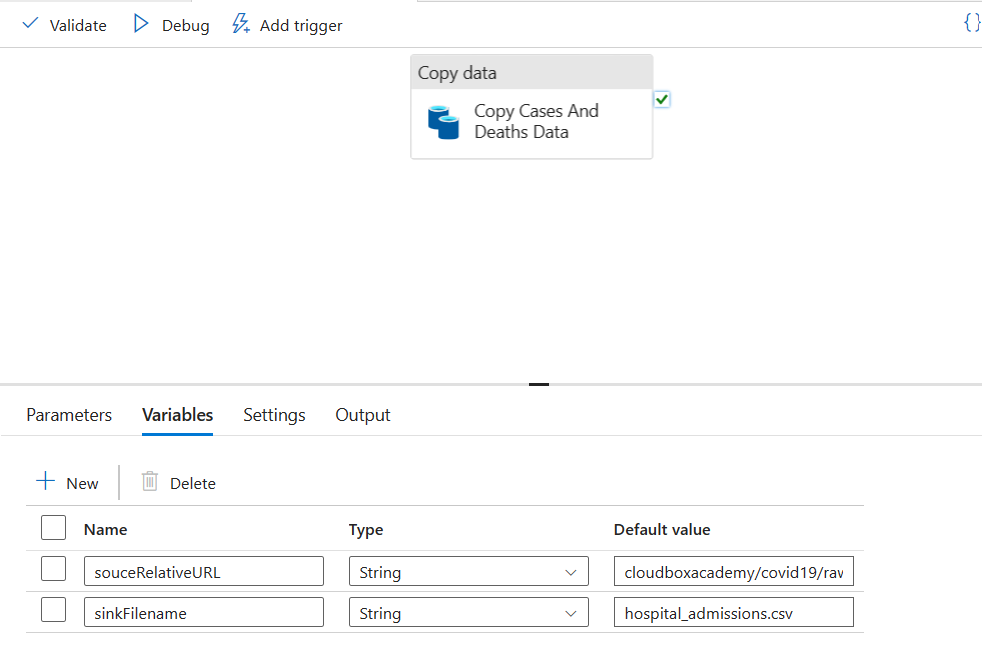 Validate Debug Add trigger {}
Copy data
Copy Cases And
Deaths Data
Parameters Variables Settings Output
New Delete
Name Type Default value
souceRelativeURL String cloudboxacademy/covid19/rav
sinkFilename String hospital_admissions.csv